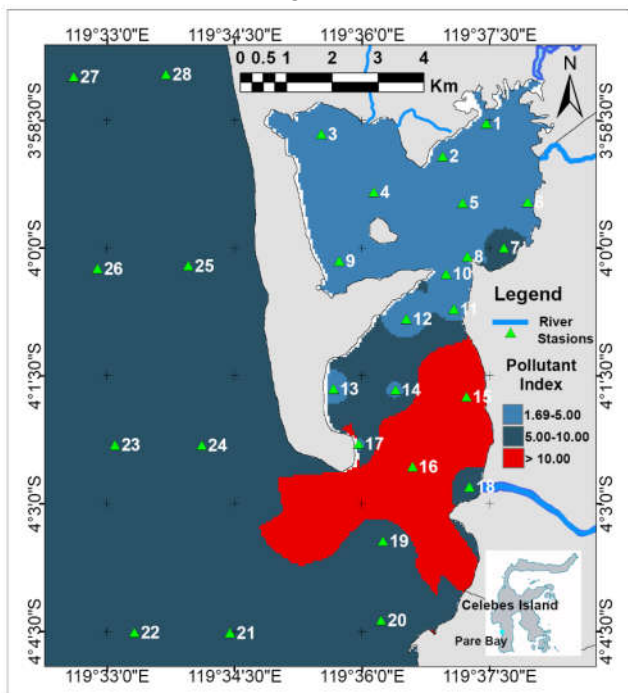 119°33'0"E 119°34'30"E 119°36'0"E 119°37'30"E
0 0.5 1 2 3 4
Km
N
27
28
3°58'30"S 3°58'30"S
1
3
2
4
5
6
4°0'0"S 4°0'0"S
7
8
9
10
26
25
11
12
Legend
River
Stasions
Pollutant
Index
1.69-5.00
5.00-10.00
> 10.00
4°1'30"S 4°1'30"S
13
14
15
23
24
17
16
18
4°3'0"S 4°3'0"S
19
20
22
21
Celebes Island
Pare Bay
4°4'30"S 4°4'30"S
119°33'0"E 119°34'30"E 119°36'0"E 119°37'30"E